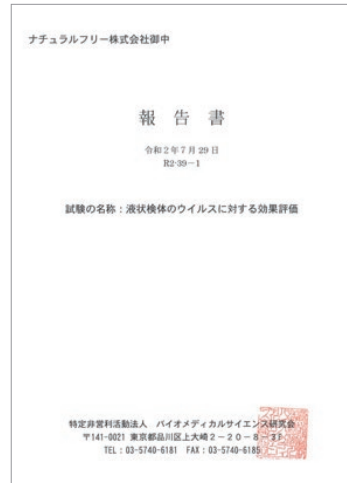 ナチュラルフリー株式会社御中
報 告 書
令和2年7月29日
R2-39-1
試験の名称：液状検体のウイルスに対する効果評価
特定非営利活動法人 バイオメディカルサイエンス研究会
〒141-0021 東京都品川区上大崎2-20-8-
TEL：03-5740-6181 FAX：03-5740-6185